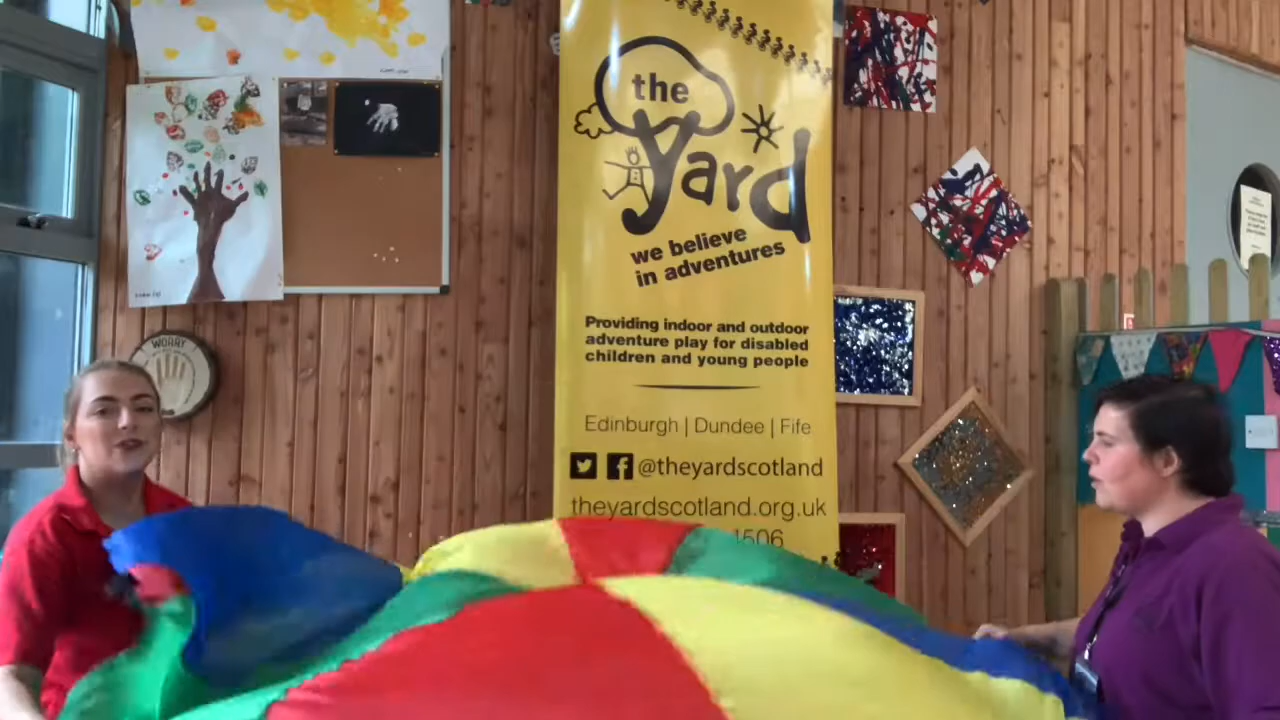 the
Yard
we believe
in adventures
Providing indoor and outdoor
adventure play for disabled
children and young people
Edinburgh | Dundee | Fife
@theyardscotland
theyardscotland.org.uk
1506
WORRY